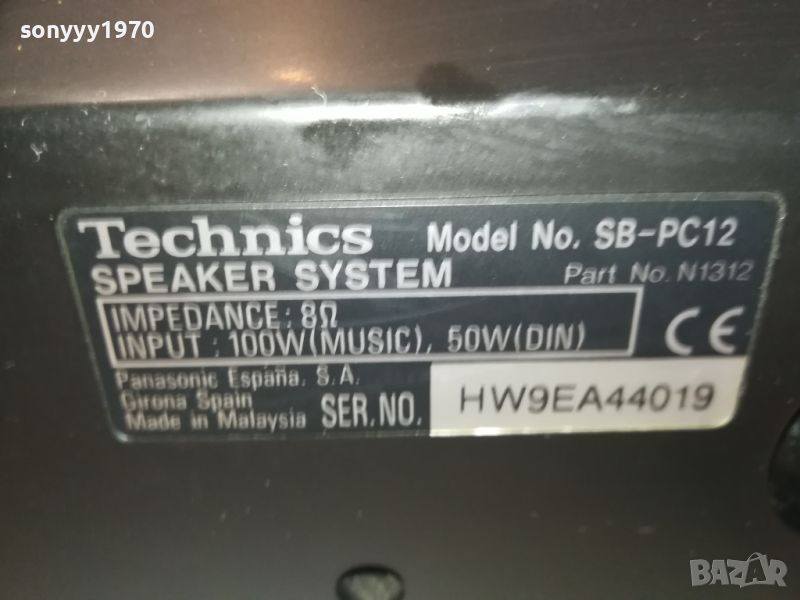 sonyyy1970
Technics Model No. SB-PC12
SPEAKER SYSTEM Part No. N1312
IMPEDANCE : 8Ω
INPUT : 100W(MUSIC), 50W(DIN)
CE
Panasonic España, S.A.
Girona Spain
Made in Malaysia SER.NO. HW9EA44019
BAZAR